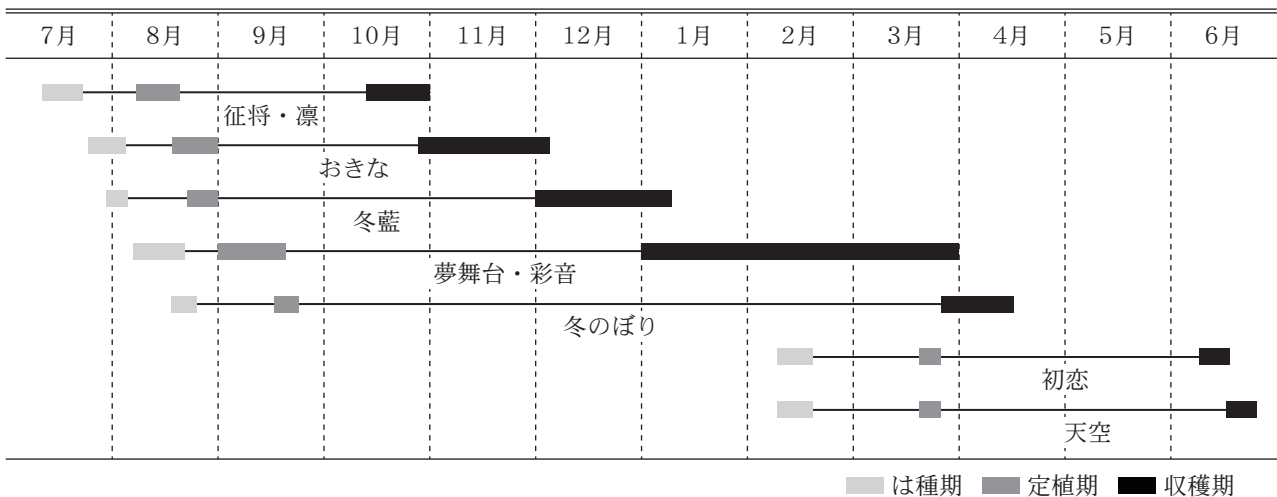 7月 8月 9月 10月 11月 12月 1月 2月 3月 4月 5月 6月
征将・凛
おきな
冬藍
夢舞台・彩音
冬のぼり
初恋
天空
は種期 定植期 収穫期